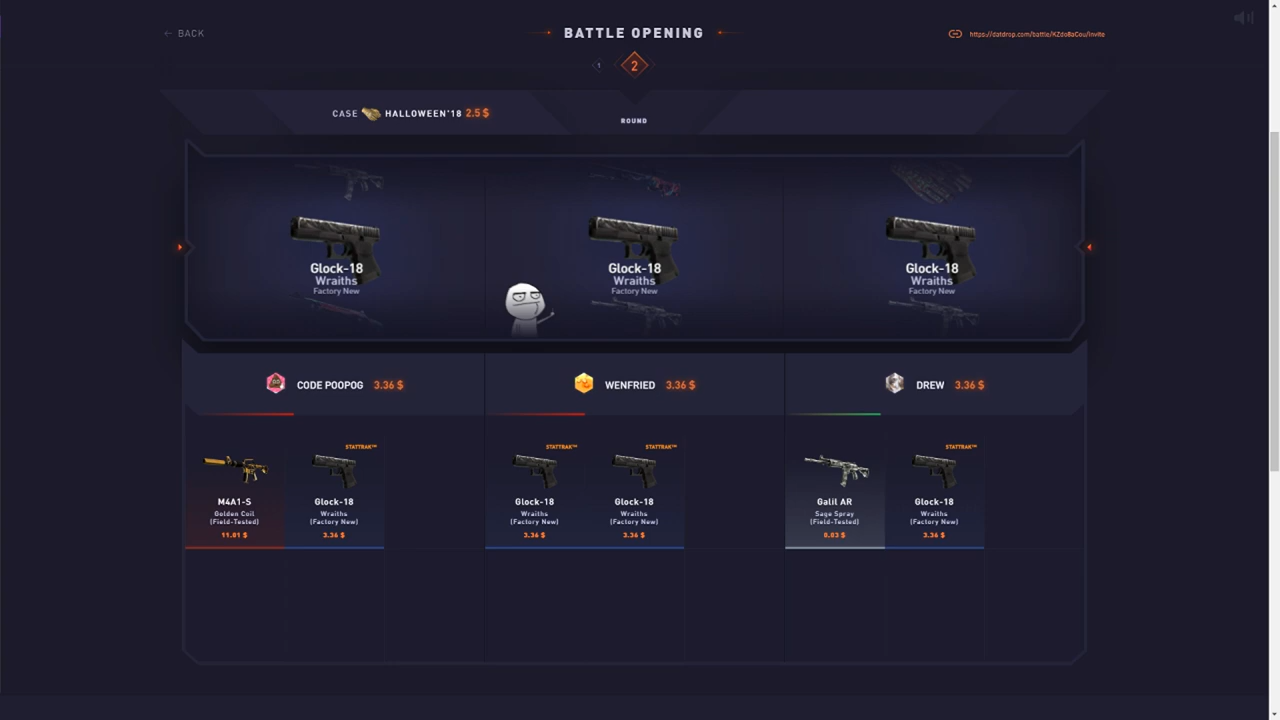 BACK
BATTLE OPENING
https://datdrop.com/battle/KZdo8aCou/invite
1
2
CASE HALLOWEEN'18 2.5 $
ROUND
Glock-18
Wraiths
Factory New
Glock-18
Wraiths
Factory New
Glock-18
Wraiths
Factory New
CODE POOPOG 3.36 $
WENFRIED 3.36 $
DREW 3.36 $
M4A1-S
Golden Coil
(Field-Tested)
11.01 $
STATTRAK™
Glock-18
Wraiths
(Factory New)
3.36 $
STATTRAK™
Glock-18
Wraiths
(Factory New)
3.36 $
STATTRAK™
Glock-18
Wraiths
(Factory New)
3.36 $
Galil AR
Sage Spray
(Field-Tested)
0.03 $
STATTRAK™
Glock-18
Wraiths
(Factory New)
3.36 $